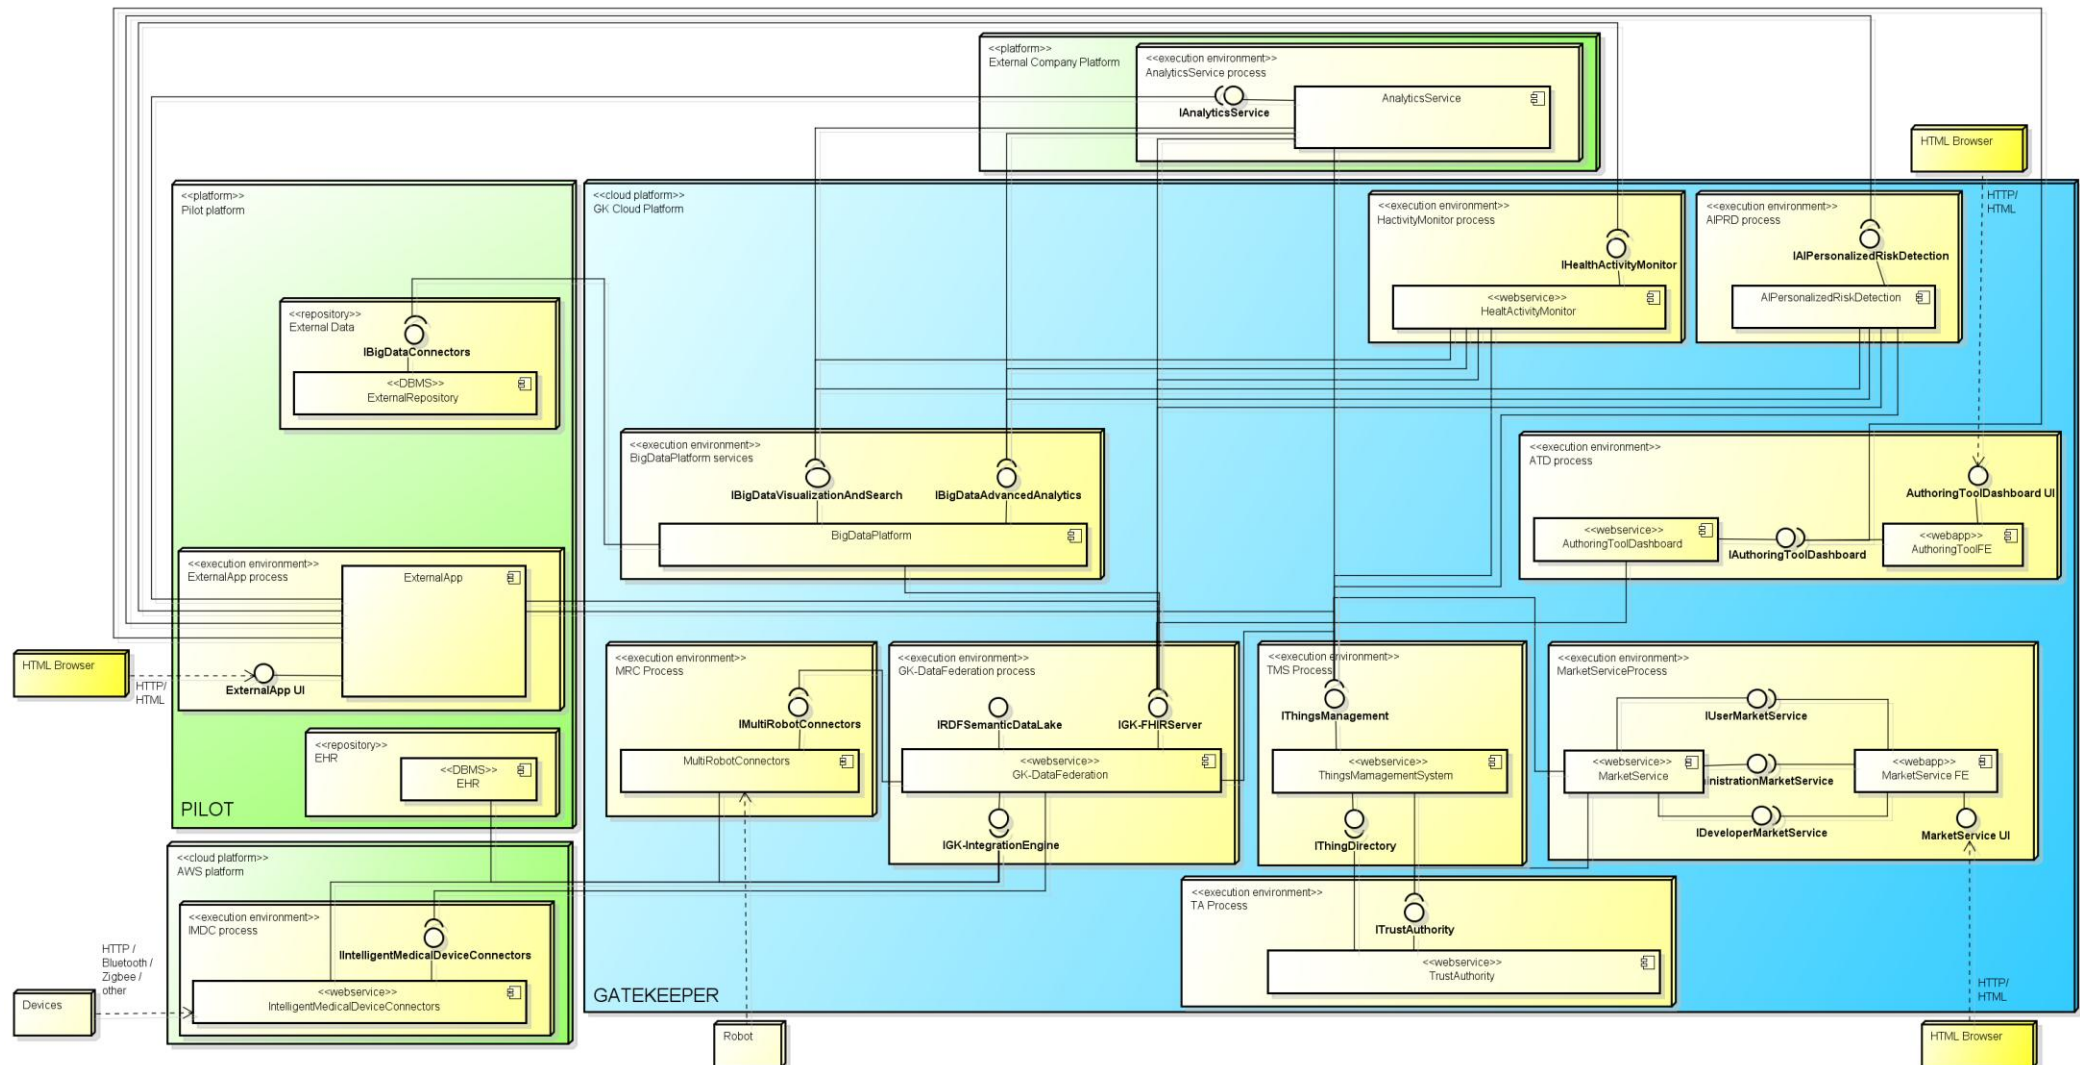 <<platform>>
External Company Platform
<<execution environment>>
AnalyticsService process
IAnalyticsService
AnalyticsService
HTML Browser
HTTP/
HTML
<<platform>>
Pilot platform
<<repository>>
External Data
IBigDataConnectors
<<DBMS>>
ExternalRepository
<<execution environment>>
ExternalApp process
ExternalApp
ExternalApp UI
HTML Browser
HTTP/
HTML
<<repository>>
EHR
<<DBMS>>
EHR
PILOT
<<cloud platform>>
AWS platform
<<execution environment>>
IMDC process
IIntelligentMedicalDeviceConnectors
<<webservice>>
IntelligentMedicalDeviceConnectors
HTTP /
Bluetooth /
Zigbee /
other
Devices
<<cloud platform>>
GK Cloud Platform
<<execution environment>>
HactivityMonitor process
IHealthActivityMonitor
<<webservice>>
HealtActivityMonitor
<<execution environment>>
AIPRD process
IAIPersonalizedRiskDetection
AIPersonalizedRiskDetection
<<execution environment>>
BigDataPlatform services
IBigDataVisualizationAndSearch
IBigDataAdvancedAnalytics
BigDataPlatform
<<execution environment>>
ATD process
AuthoringToolDashboard UI
<<webservice>>
AuthoringToolDashboard
IAuthoringToolDashboard
<<webapp>>
AuthoringToolFE
<<execution environment>>
MRC Process
IMultiRobotConnectors
MultiRobotConnectors
<<execution environment>>
GK-DataFederation process
IRDFSemanticDataLake
IGK-FHIRServer
<<webservice>>
GK-DataFederation
IGK-IntegrationEngine
<<execution environment>>
TMS Process
IThingsManagement
<<webservice>>
ThingsMamagementSystem
IThingDirectory
<<execution environment>>
MarketServiceProcess
IUserMarketService
<<webservice>>
MarketService
inistrationMarketService
<<webapp>>
MarketService FE
IDeveloperMarketService
MarketService UI
<<execution environment>>
TA Process
ITrustAuthority
<<webservice>>
TrustAuthority
GATEKEEPER
HTTP/
HTML
Robot
HTML Browser